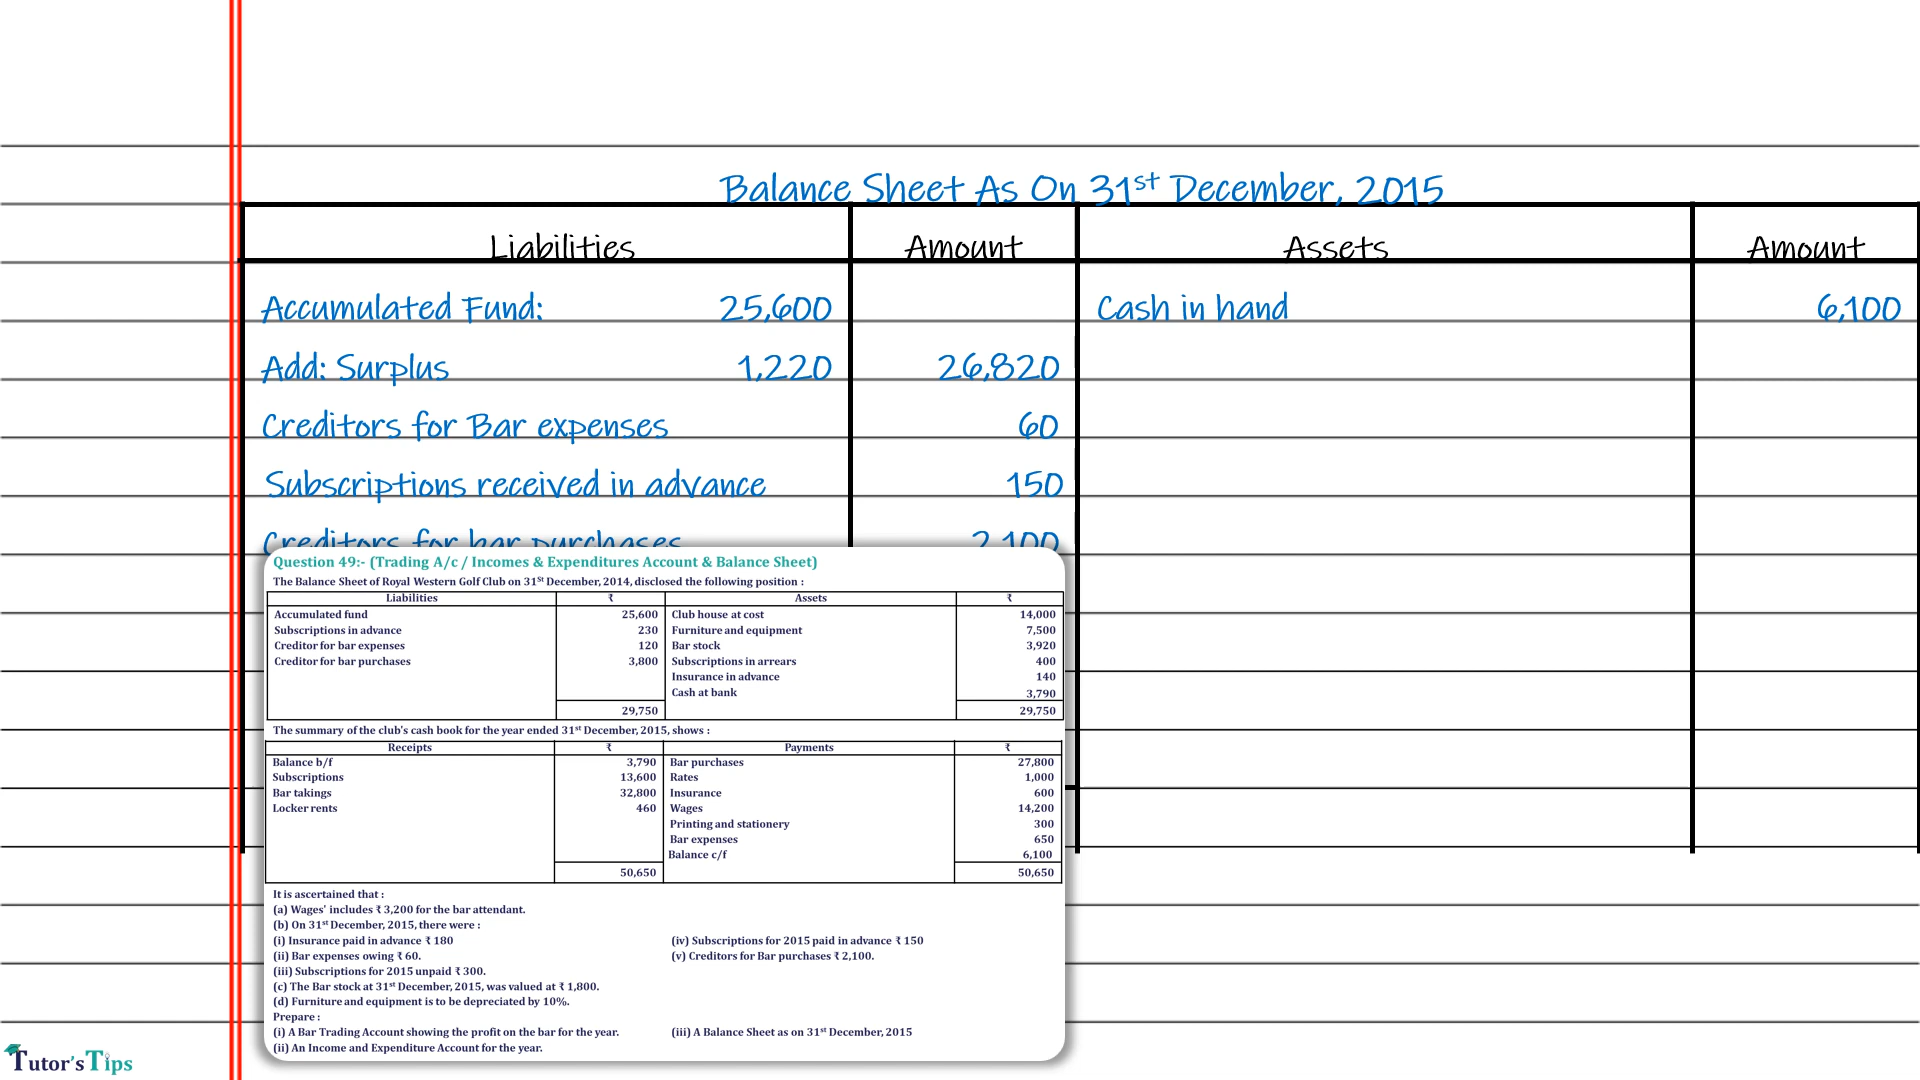 Balance Sheet As On 31st December, 2015
Liabilities Amount Assets Amount
Accumulated Fund: 25,600 Cash in hand 6,100
Add: Surplus 1,220 26,820
Creditors for Bar expenses 60
Subscriptions received in advance 150
Creditors for bar purchases 2,100
Question 49:- (Trading A/c / Incomes & Expenditures Account & Balance Sheet)
The Balance Sheet of Royal Western Golf Club on 31St December, 2014, disclosed the following position :
Liabilities ₹ Assets ₹
Accumulated fund 25,600 Club house at cost 14,000
Subscriptions in advance 230 Furniture and equipment 7,500
Creditor for bar expenses 120 Bar stock 3,920
Creditor for bar purchases 3,800 Subscriptions in arrears 400
Insurance in advance 140
Cash at bank 3,790
29,750 29,750
The summary of the club's cash book for the year ended 31st December, 2015, shows :
Receipts ₹ Payments ₹
Balance b/f 3,790 Bar purchases 27,800
Subscriptions 13,600 Rates 1,000
Bar takings 32,800 Insurance 600
Locker rents 460 Wages 14,200
Printing and stationery 300
Bar expenses 650
Balance c/f 6,100
50,650 50,650
It is ascertained that :
(a) Wages' includes ₹ 3,200 for the bar attendant.
(b) On 31st December, 2015, there were :
(i) Insurance paid in advance ₹ 180 (iv) Subscriptions for 2015 paid in advance ₹ 150
(ii) Bar expenses owing ₹ 60. (v) Creditors for Bar purchases ₹ 2,100.
(iii) Subscriptions for 2015 unpaid ₹ 300.
(c) The Bar stock at 31st December, 2015, was valued at ₹ 1,800.
(d) Furniture and equipment is to be depreciated by 10%.
Prepare :
(i) A Bar Trading Account showing the profit on the bar for the year. (iii) A Balance Sheet as on 31st December, 2015
(ii) An Income and Expenditure Account for the year.
Tutor'sTips